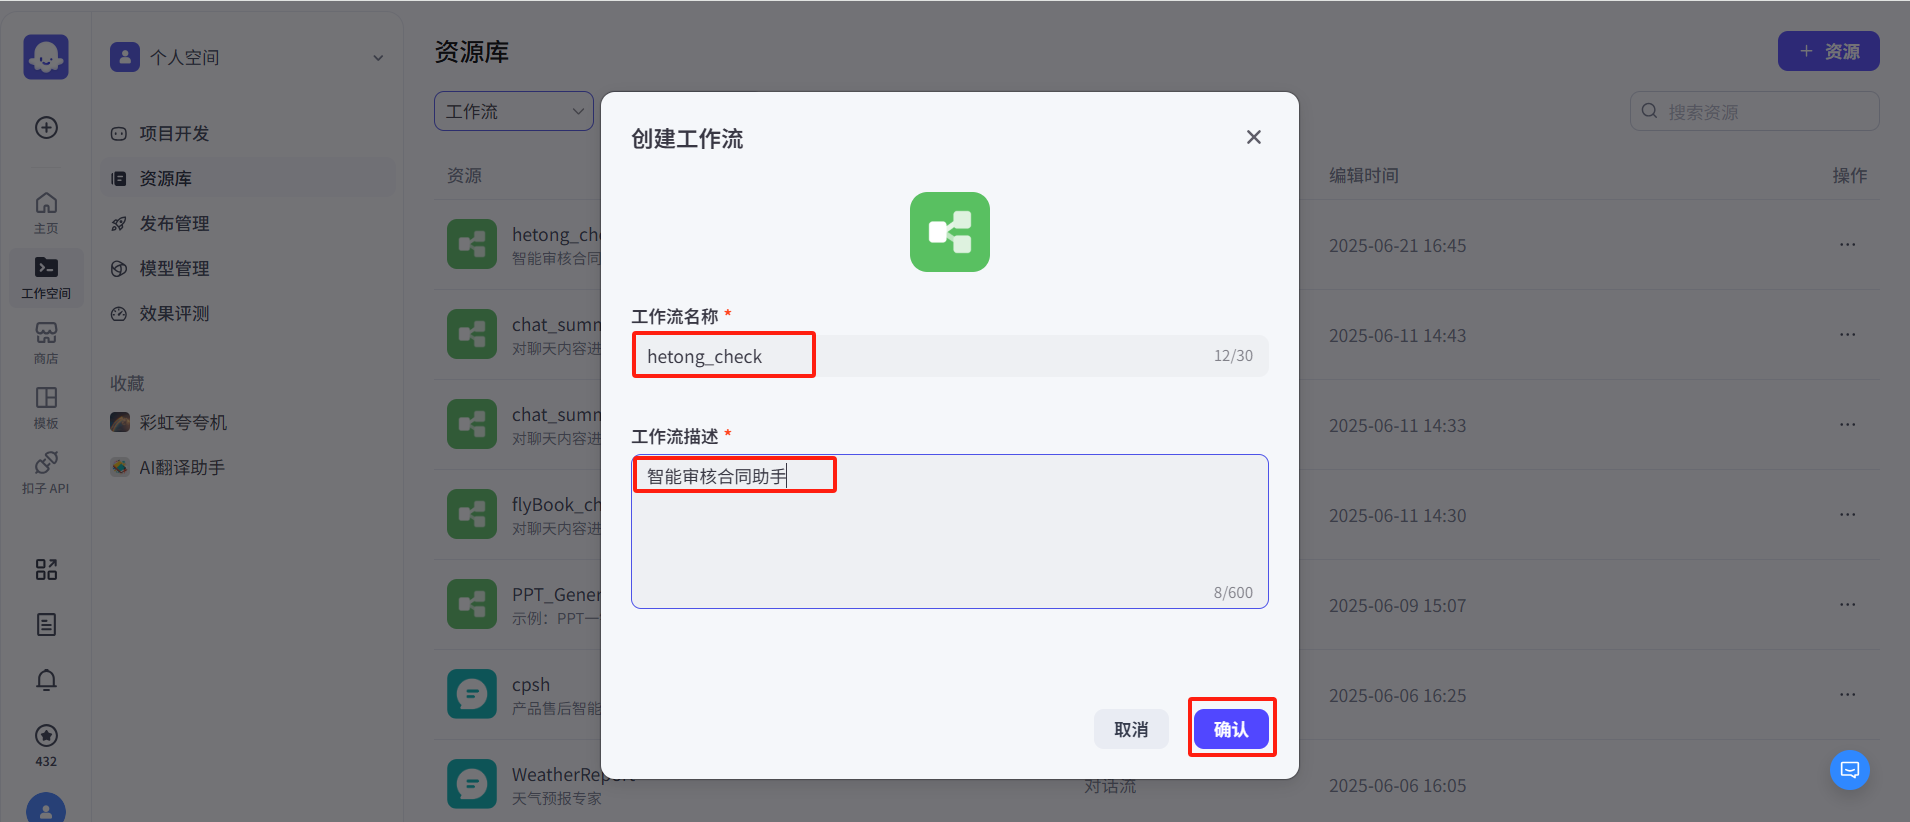 个人空间
项目开发
资源库
发布管理
模型管理
效果评测
收藏
彩虹夸夸机
AI翻译助手
主页
工作空间
商店
模板
扣子 API
432
资源库
+ 资源
工作流
搜索资源
资源
编辑时间
操作
hetong_che
智能审核合同
2025-06-21 16:45
chat_summ
对聊天内容进
2025-06-11 14:43
chat_summ
对聊天内容进
2025-06-11 14:33
flyBook_ch
对聊天内容进
2025-06-11 14:30
PPT_Gener
示例：PPT一
2025-06-09 15:07
cpsh
产品售后智能
2025-06-06 16:25
WeatherReport
天气预报专家
对话流
2025-06-06 16:05
创建工作流
工作流名称 *
hetong_check
12/30
工作流描述 *
智能审核合同助手
8/600
取消
确认